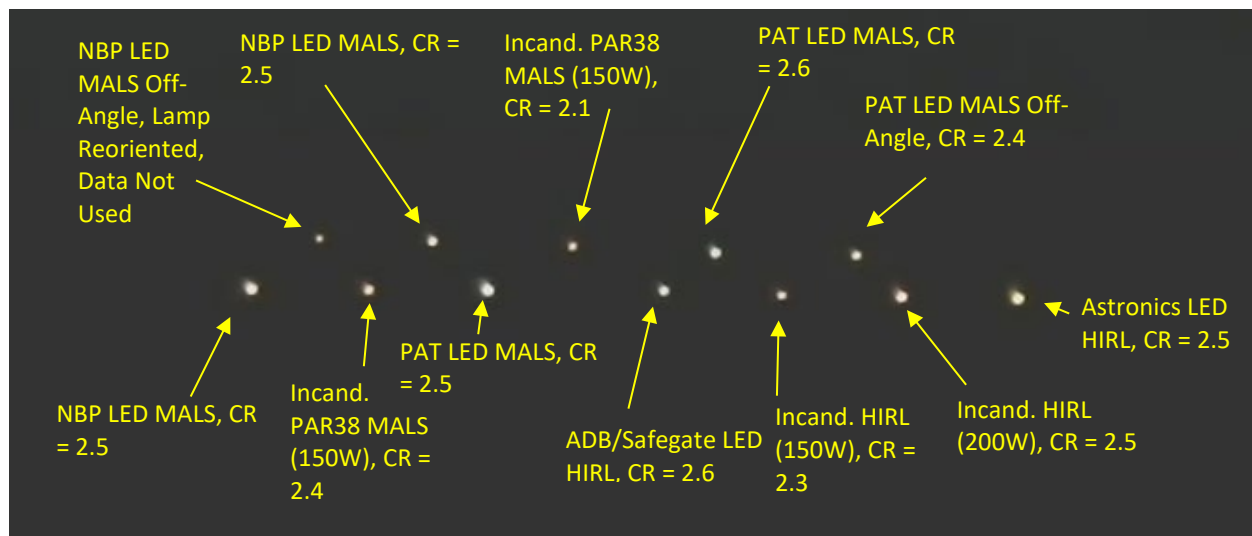 NBP LED
MALS Off-
Angle, Lamp
Reoriented,
Data Not
Used
NBP LED MALS, CR =
2.5
Incand. PAR38
MALS (150W),
CR = 2.1
PAT LED MALS, CR
= 2.6
PAT LED MALS Off-
Angle, CR = 2.4
NBP LED MALS, CR
= 2.5
Incand.
PAR38 MALS
(150W), CR =
2.4
PAT LED MALS, CR
= 2.5
ADB/Safegate LED
HIRL, CR = 2.6
Incand. HIRL
(150W), CR =
2.3
Incand. HIRL
(200W), CR = 2.5
Astronics LED
HIRL, CR = 2.5